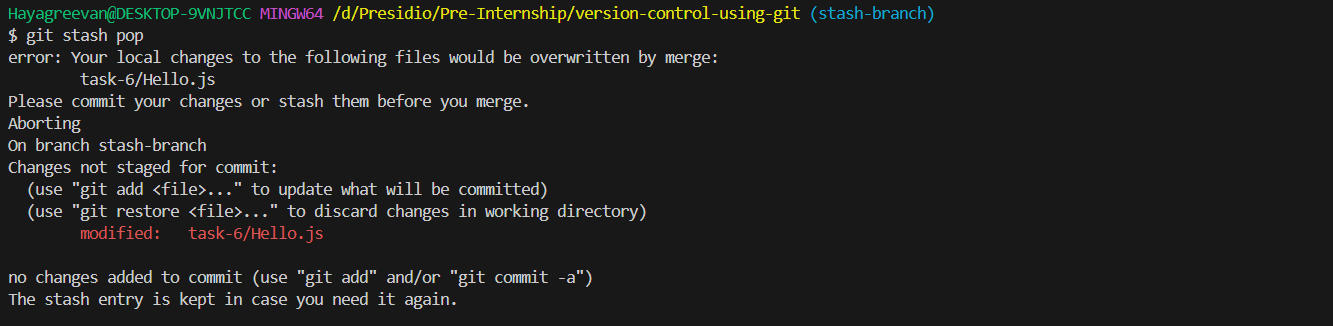 Hayagreevan@DESKTOP-9VNJTCC MINGW64 /d/Presidio/Pre-Internship/version-control-using-git (stash-branch)
$ git stash pop
error: Your local changes to the following files would be overwritten by merge:
        task-6/Hello.js
Please commit your changes or stash them before you merge.
Aborting
On branch stash-branch
Changes not staged for commit:
  (use "git add <file>..." to update what will be committed)
  (use "git restore <file>..." to discard changes in working directory)
        modified:   task-6/Hello.js

no changes added to commit (use "git add" and/or "git commit -a")
The stash entry is kept in case you need it again.